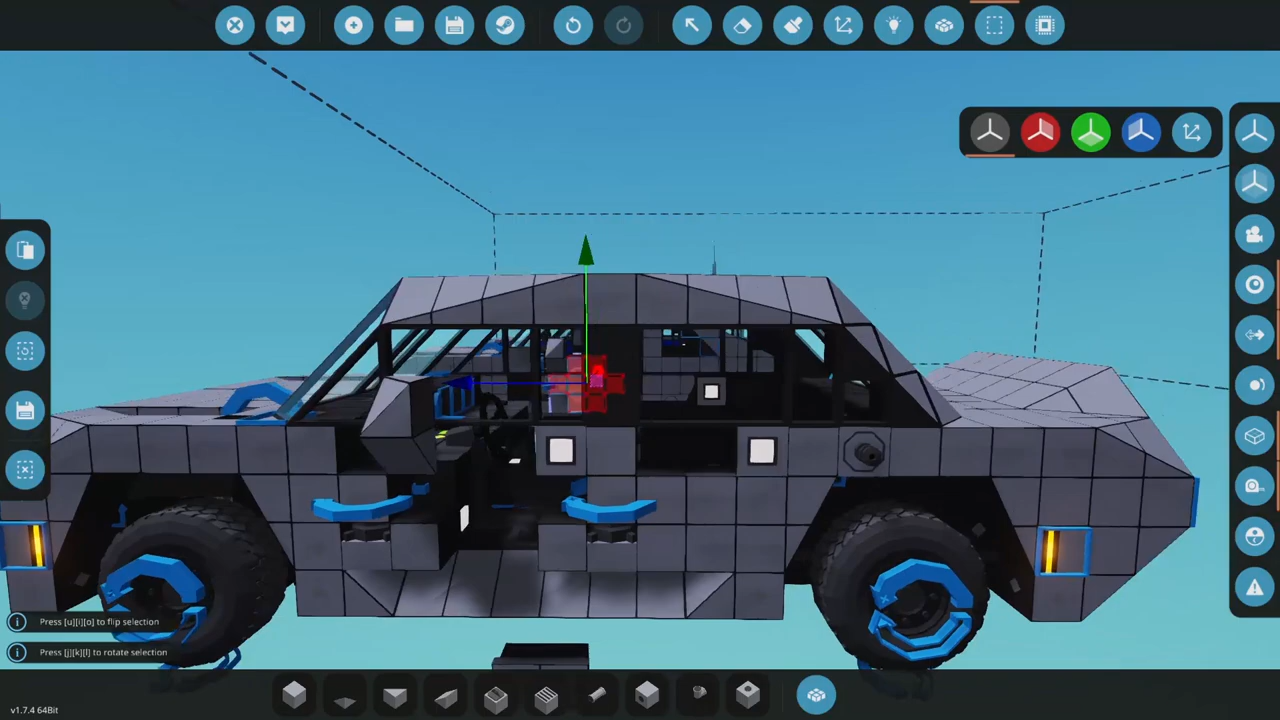 Press [u][i][o] to flip selection
Press [j][k][l] to rotate selection
v1.7.4 64Bit